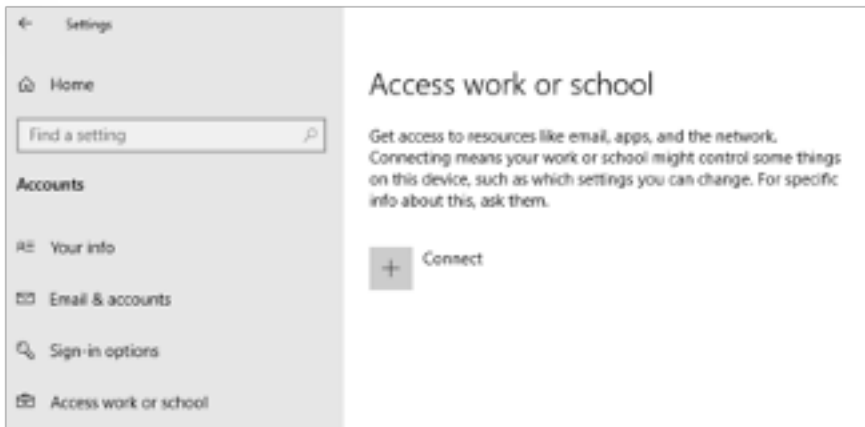 Settings
Home
Find a setting
Accounts
Your info
Email & accounts
Sign-in options
Access work or school
Access work or school
Get access to resources like email, apps, and the network.
Connecting means your work or school might control some things
on this device, such as which settings you can change. For specific
info about this, ask them.
Connect